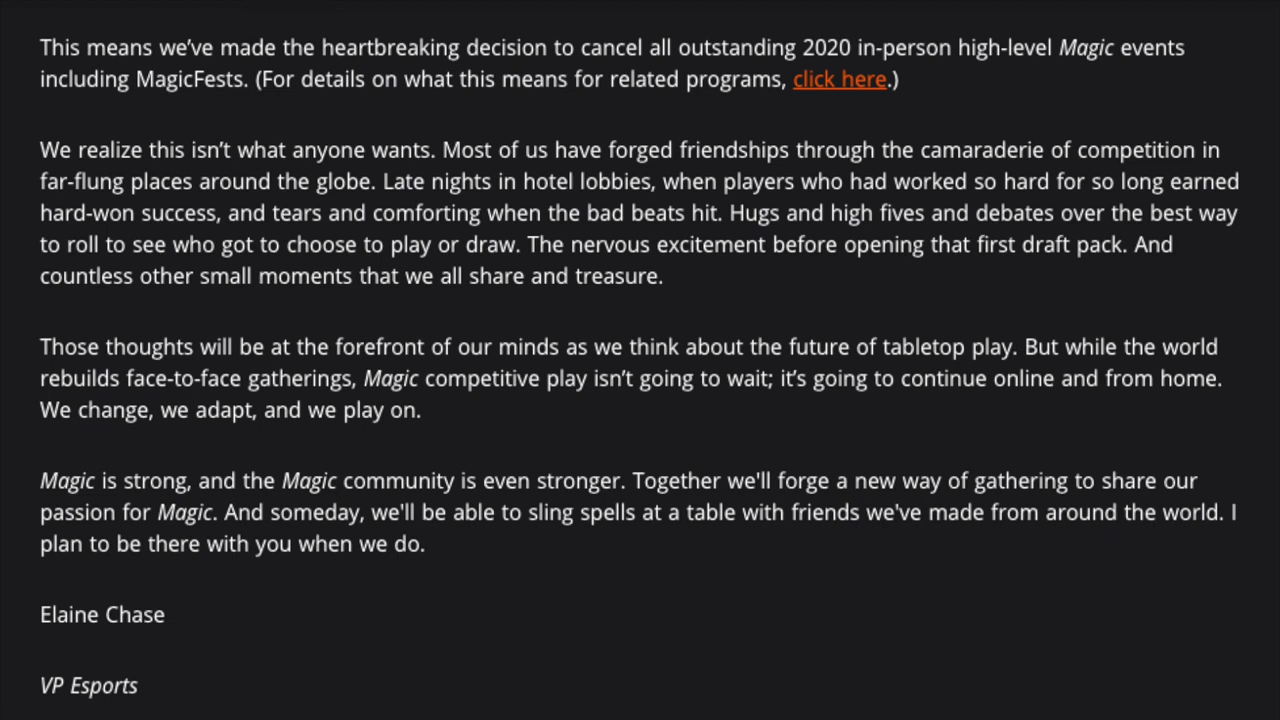 This means we’ve made the heartbreaking decision to cancel all outstanding 2020 in-person high-level Magic events
including MagicFests. (For details on what this means for related programs, click here.)
We realize this isn’t what anyone wants. Most of us have forged friendships through the camaraderie of competition in
far-flung places around the globe. Late nights in hotel lobbies, when players who had worked so hard for so long earned
hard-won success, and tears and comforting when the bad beats hit. Hugs and high fives and debates over the best way
to roll to see who got to choose to play or draw. The nervous excitement before opening that first draft pack. And
countless other small moments that we all share and treasure.
Those thoughts will be at the forefront of our minds as we think about the future of tabletop play. But while the world
rebuilds face-to-face gatherings, Magic competitive play isn’t going to wait; it’s going to continue online and from home.
We change, we adapt, and we play on.
Magic is strong, and the Magic community is even stronger. Together we'll forge a new way of gathering to share our
passion for Magic. And someday, we'll be able to sling spells at a table with friends we've made from around the world. I
plan to be there with you when we do.
Elaine Chase
VP Esports